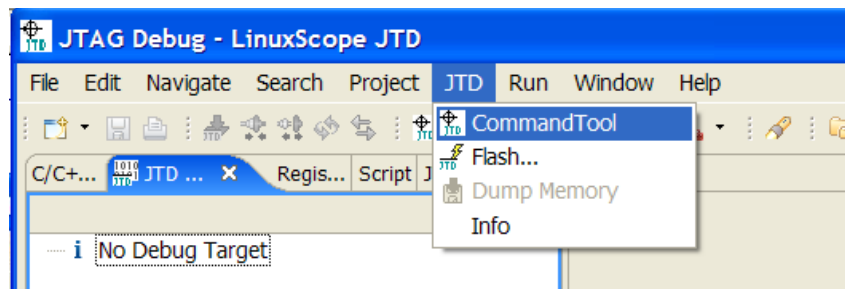 JTAG Debug - LinuxScope JTD
File Edit Navigate Search Project JTD Run Window Help
CommandTool
C/C+... JTD ... Regis... Script J
Flash...
Dump Memory
Info
No Debug Target